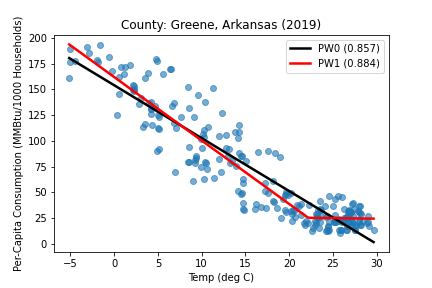 County: Greene, Arkansas (2019)
PW0 (0.857)
PW1 (0.884)
Per-Capita Consumption (MMBtu/1000 Households)
200
175
150
125
100
75
50
25
0
−5 0 5 10 15 20 25 30
Temp (deg C)